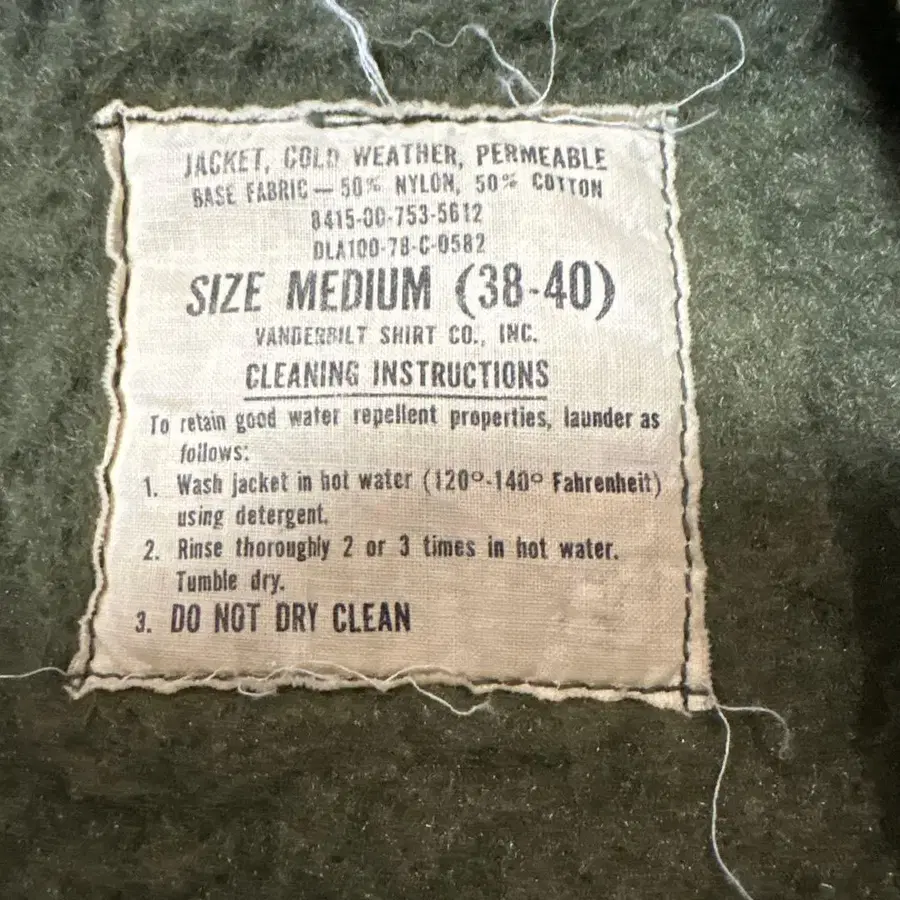 JACKET, COLD WEATHER, PERMEABLE
BASE FABRIC — 50% NYLON, 50% COTTON
8415-00-753-5612
DLA100-78-C-0582
SIZE MEDIUM (38-40)
VANDERBILT SHIRT CO., INC.
CLEANING INSTRUCTIONS
To retain good water repellent properties, launder as
follows:
1. Wash jacket in hot water (120°-140° Fahrenheit)
using detergent.
2. Rinse thoroughly 2 or 3 times in hot water.
Tumble dry.
3. DO NOT DRY CLEAN